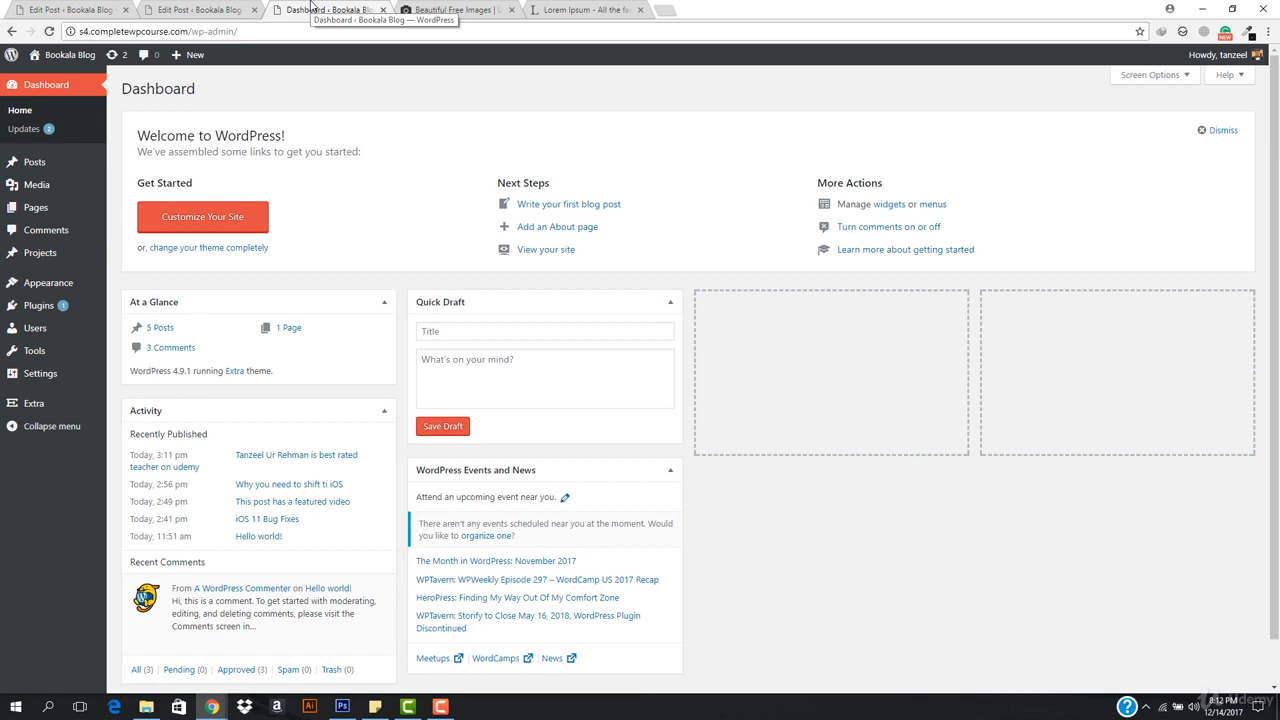 Edit Post ‹ Bookala Blog
Edit Post ‹ Bookala Blog
Dashboard ‹ Bookala Blo
Beautiful Free Images | U
Lorem Ipsum - All the fa
Dashboard ‹ Bookala Blog — WordPress
s4.completewpcourse.com/wp-admin/
NEW
Bookala Blog
2
0
New
Howdy, tanzeel
Dashboard
Home
Updates 2
Posts
Media
Pages
Comments
Projects
Appearance
Plugins 1
Users
Tools
Settings
Extra
Collapse menu
Dashboard
Screen Options
Help
Welcome to WordPress!
We've assembled some links to get you started:
Dismiss
Get Started
Customize Your Site
or, change your theme completely
Next Steps
Write your first blog post
Add an About page
View your site
More Actions
Manage widgets or menus
Turn comments on or off
Learn more about getting started
At a Glance
5 Posts
1 Page
3 Comments
WordPress 4.9.1 running Extra theme.
Activity
Recently Published
Today, 3:11 pm Tanzeel Ur Rehman is best rated
teacher on udemy
Today, 2:56 pm Why you need to shift ti iOS
Today, 2:49 pm This post has a featured video
Today, 2:41 pm iOS 11 Bug Fixes
Today, 11:51 am Hello world!
Recent Comments
From A WordPress Commenter on Hello world!
Hi, this is a comment. To get started with moderating,
editing, and deleting comments, please visit the
Comments screen in…
All (3) Pending (0) Approved (3) Spam (0) Trash (0)
Quick Draft
Title
What's on your mind?
Save Draft
WordPress Events and News
Attend an upcoming event near you.
There aren't any events scheduled near you at the moment. Would
you like to organize one?
The Month in WordPress: November 2017
WPTavern: WPWeekly Episode 297 – WordCamp US 2017 Recap
HeroPress: Finding My Way Out Of My Comfort Zone
WPTavern: Storify to Close May 16, 2018, WordPress Plugin
Discontinued
Meetups
WordCamps
News
8:12 PM
12/14/2017